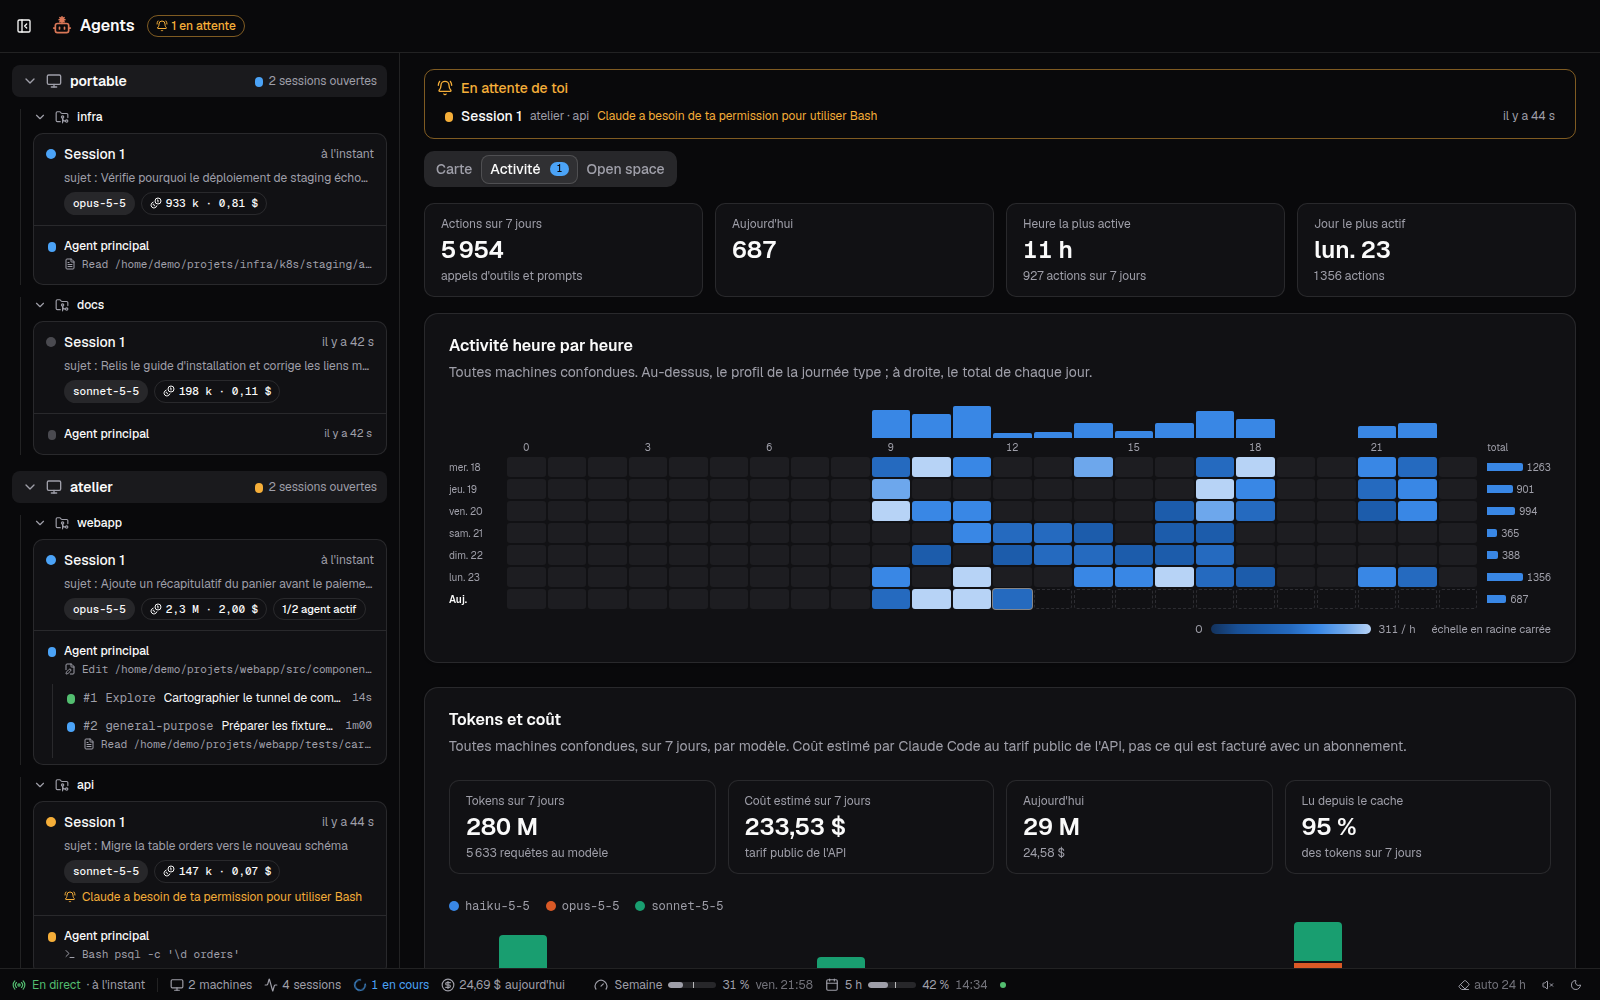 Agents
1 en attente
portable
2 sessions ouvertes
infra
Session 1
à l'instant
sujet : Vérifie pourquoi le déploiement de staging écho…
opus-5-5
933 k · 0,81 $
Agent principal
Read /home/demo/projets/infra/k8s/staging/a…
docs
Session 1
il y a 42 s
sujet : Relis le guide d'installation et corrige les liens m…
sonnet-5-5
198 k · 0,11 $
Agent principal
il y a 42 s
atelier
2 sessions ouvertes
webapp
Session 1
à l'instant
sujet : Ajoute un récapitulatif du panier avant le paieme…
opus-5-5
2,3 M · 2,00 $
1/2 agent actif
Agent principal
Edit /home/demo/projets/webapp/src/componen…
#1 Explore Cartographier le tunnel de com… 14s
#2 general-purpose Préparer les fixture… 1m00
Read /home/demo/projets/webapp/tests/car…
api
Session 1
il y a 44 s
sujet : Migre la table orders vers le nouveau schéma
sonnet-5-5
147 k · 0,07 $
Claude a besoin de ta permission pour utiliser Bash
Agent principal
Bash psql -c '\d orders'
En attente de toi
Session 1 atelier · api Claude a besoin de ta permission pour utiliser Bash il y a 44 s
Carte
Activité 1
Open space
Actions sur 7 jours
5 954
appels d'outils et prompts
Aujourd'hui
687
Heure la plus active
11 h
927 actions sur 7 jours
Jour le plus actif
lun. 23
1 356 actions
Activité heure par heure
Toutes machines confondues. Au-dessus, le profil de la journée type ; à droite, le total de chaque jour.
0 3 6 9 12 15 18 21 total
mer. 18 1263
jeu. 19 901
ven. 20 994
sam. 21 365
dim. 22 388
lun. 23 1356
Auj. 687
0 311 / h échelle en racine carrée
Tokens et coût
Toutes machines confondues, sur 7 jours, par modèle. Coût estimé par Claude Code au tarif public de l'API, pas ce qui est facturé avec un abonnement.
Tokens sur 7 jours
280 M
5 633 requêtes au modèle
Coût estimé sur 7 jours
233,53 $
tarif public de l'API
Aujourd'hui
29 M
24,58 $
Lu depuis le cache
95 %
des tokens sur 7 jours
haiku-5-5 opus-5-5 sonnet-5-5
En direct · à l'instant
2 machines
4 sessions
1 en cours
24,69 $ aujourd'hui
Semaine 31 % ven. 21:58
5 h 42 % 14:34
auto 24 h